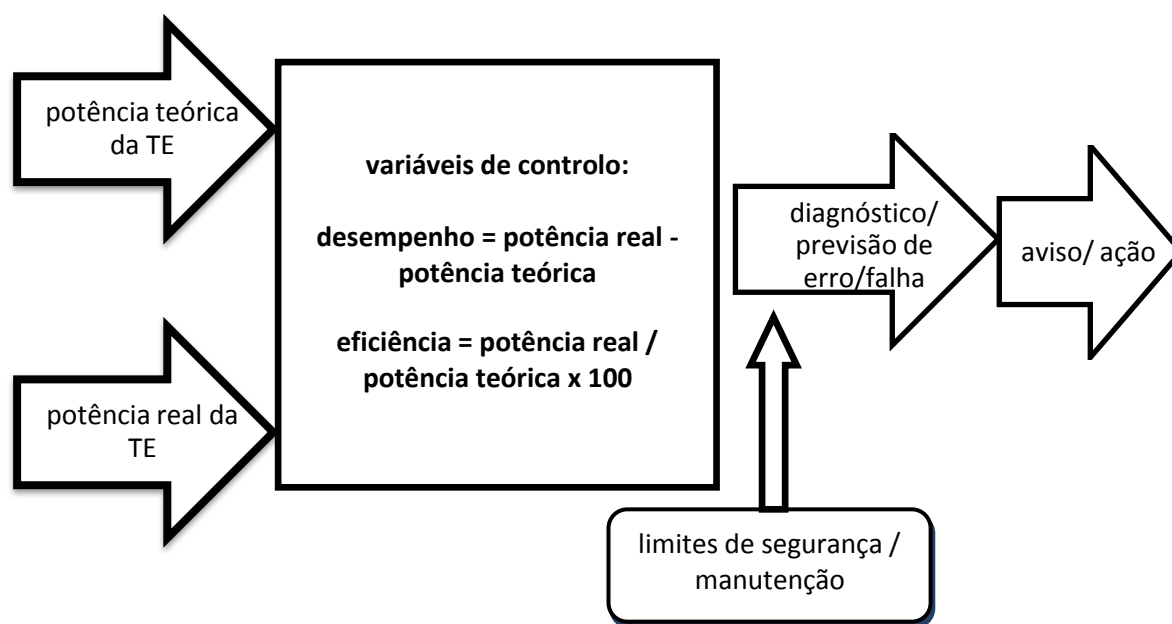 potência teórica
da TE
variáveis de controlo:
desempenho = potência real -
potência teórica
eficiência = potência real /
potência teórica x 100
potência real da
TE
diagnóstico/
previsão de
erro/falha
aviso/ ação
limites de segurança /
manutenção